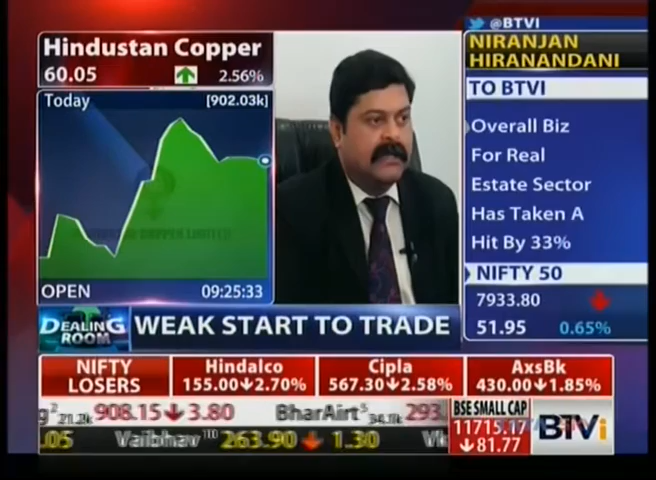 @BTVI
Hindustan Copper
60.05 2.56%
Today [902.03k]
OPEN 09:25:33
NIRANJAN
HIRANANDANI
TO BTVI
Overall Biz
For Real
Estate Sector
Has Taken A
Hit By 33%
NIFTY 50
7933.80
51.95 0.65%
DEALING
ROOM
WEAK START TO TRADE
NIFTY
LOSERS
Hindalco
155.00 2.70%
Cipla
567.30 2.58%
AxsBk
430.00 1.85%
908.15 3.80 BharAirt 293.
.05 Vaibhav 263.90 1.30
BSE SMALL CAP
11715.17
81.77
BTVi